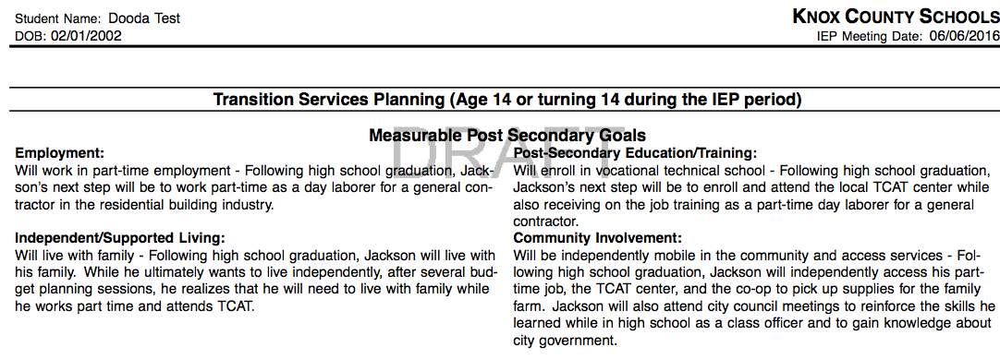 Student Name: Dooda Test
DOB: 02/01/2002
KNOX COUNTY SCHOOLS
IEP Meeting Date: 06/06/2016
Transition Services Planning (Age 14 or turning 14 during the IEP period)
DRAFT
Measurable Post Secondary Goals
Employment:
Will work in part-time employment - Following high school graduation, Jack-
son's next step will be to work part-time as a day laborer for a general con-
tractor in the residential building industry.
Post-Secondary Education/Training:
Will enroll in vocational technical school - Following high school graduation,
Jackson's next step will be to enroll and attend the local TCAT center while
also receiving on the job training as a part-time day laborer for a general
contractor.
Independent/Supported Living:
Will live with family - Following high school graduation, Jackson will live with
his family. While he ultimately wants to live independently, after several bud-
get planning sessions, he realizes that he will need to live with family while
he works part time and attends TCAT.
Community Involvement:
Will be independently mobile in the community and access services - Fol-
lowing high school graduation, Jackson will independently access his part-
time job, the TCAT center, and the co-op to pick up supplies for the family
farm. Jackson will also attend city council meetings to reinforce the skills he
learned while in high school as a class officer and to gain knowledge about
city government.